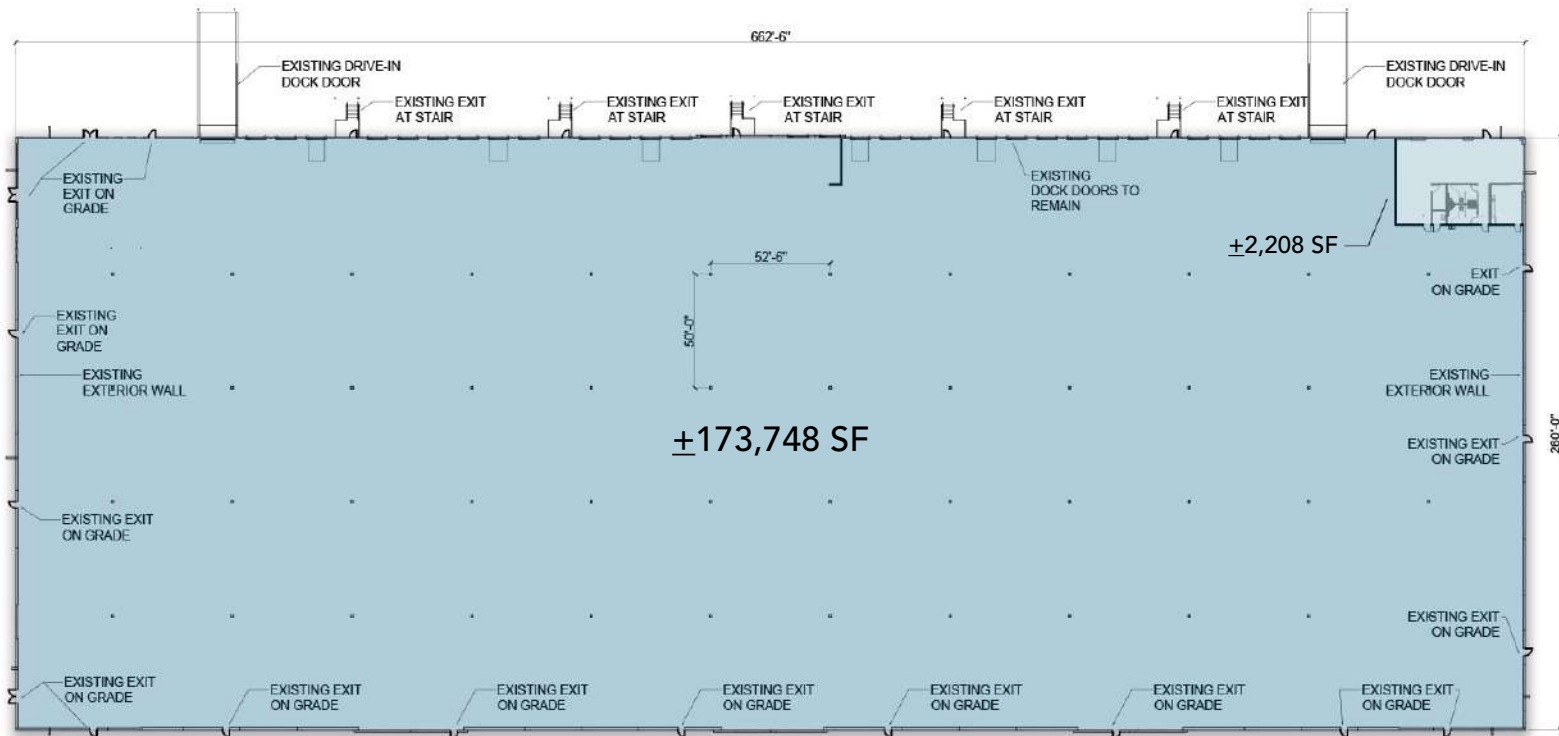 662'-6"
EXISTING DRIVE-IN
DOCK DOOR
EXISTING DRIVE-IN
DOCK DOOR
EXISTING EXIT
AT STAIR
EXISTING EXIT
AT STAIR
EXISTING EXIT
AT STAIR
EXISTING EXIT
AT STAIR
EXISTING EXIT
AT STAIR
EXISTING
EXIT ON
GRADE
EXISTING
DOCK DOORS TO
REMAIN
±2,208 SF
52'-6"
EXIT
ON GRADE
50'-0"
EXISTING
EXIT ON
GRADE
EXISTING
EXTERIOR WALL
EXISTING
EXTERIOR WALL
±173,748 SF
260'-0"
EXISTING EXIT
ON GRADE
EXISTING EXIT
ON GRADE
EXISTING EXIT
ON GRADE
EXISTING EXIT
ON GRADE
EXISTING EXIT
ON GRADE
EXISTING EXIT
ON GRADE
EXISTING EXIT
ON GRADE
EXISTING EXIT
ON GRADE
EXISTING EXIT
ON GRADE
EXISTING EXIT
ON GRADE